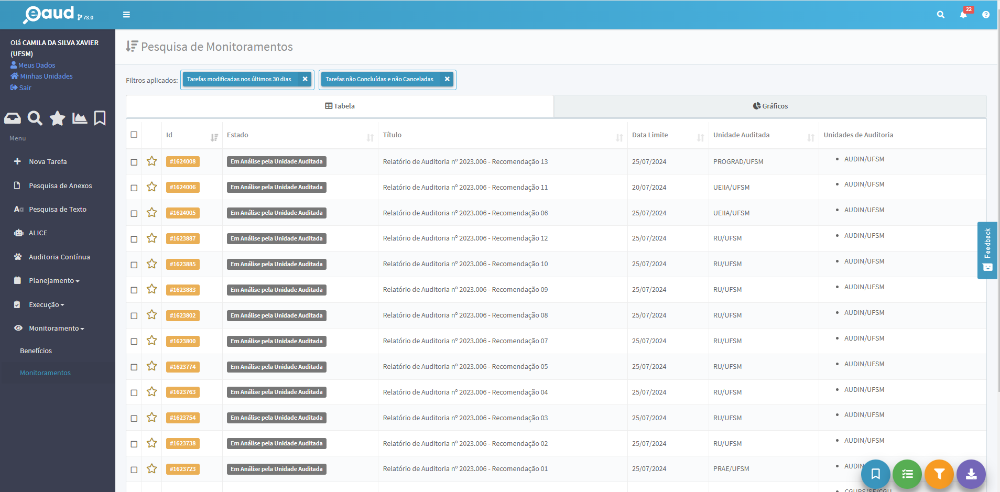 eaud 73.0
22
Olá CAMILA DA SILVA XAVIER
(UFSM)
Meus Dados
Minhas Unidades
Sair
Menu
Nova Tarefa
Pesquisa de Anexos
Aa Pesquisa de Texto
ALICE
Auditoria Contínua
Planejamento
Execução
Monitoramento
Benefícios
Monitoramentos
Pesquisa de Monitoramentos
Filtros aplicados: Tarefas modificadas nos últimos 30 dias × Tarefas não Concluídas e não Canceladas ×
Tabela Gráficos
Id Estado Título Data Limite Unidade Auditada Unidades de Auditoria
#1624008 Em Análise pela Unidade Auditada Relatório de Auditoria nº 2023.006 - Recomendação 13 25/07/2024 PROGRAD/UFSM • AUDIN/UFSM
#1624006 Em Análise pela Unidade Auditada Relatório de Auditoria nº 2023.006 - Recomendação 11 20/07/2024 UEIIA/UFSM • AUDIN/UFSM
#1624005 Em Análise pela Unidade Auditada Relatório de Auditoria nº 2023.006 - Recomendação 06 25/07/2024 UEIIA/UFSM • AUDIN/UFSM
#1623887 Em Análise pela Unidade Auditada Relatório de Auditoria nº 2023.006 - Recomendação 12 25/07/2024 RU/UFSM • AUDIN/UFSM
#1623885 Em Análise pela Unidade Auditada Relatório de Auditoria nº 2023.006 - Recomendação 10 25/07/2024 RU/UFSM • AUDIN/UFSM
#1623883 Em Análise pela Unidade Auditada Relatório de Auditoria nº 2023.006 - Recomendação 09 25/07/2024 RU/UFSM • AUDIN/UFSM
#1623802 Em Análise pela Unidade Auditada Relatório de Auditoria nº 2023.006 - Recomendação 08 25/07/2024 RU/UFSM • AUDIN/UFSM
#1623800 Em Análise pela Unidade Auditada Relatório de Auditoria nº 2023.006 - Recomendação 07 25/07/2024 RU/UFSM • AUDIN/UFSM
#1623774 Em Análise pela Unidade Auditada Relatório de Auditoria nº 2023.006 - Recomendação 05 25/07/2024 RU/UFSM • AUDIN/UFSM
#1623763 Em Análise pela Unidade Auditada Relatório de Auditoria nº 2023.006 - Recomendação 04 25/07/2024 RU/UFSM • AUDIN/UFSM
#1623754 Em Análise pela Unidade Auditada Relatório de Auditoria nº 2023.006 - Recomendação 03 25/07/2024 RU/UFSM • AUDIN/UFSM
#1623738 Em Análise pela Unidade Auditada Relatório de Auditoria nº 2023.006 - Recomendação 02 25/07/2024 RU/UFSM • AUDIN/UFSM
#1623723 Em Análise pela Unidade Auditada Relatório de Auditoria nº 2023.006 - Recomendação 01 25/07/2024 PRAE/UFSM • AUDIN
Feedback